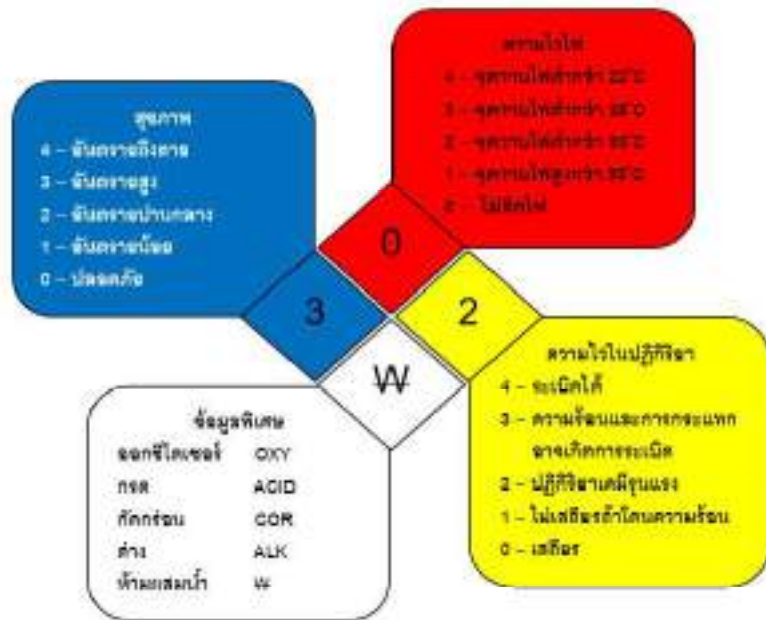 ความไวไฟ
4 – จุดวาบไฟต่ำกว่า 22°C
3 – จุดวาบไฟต่ำกว่า
2 – จุดวาบไฟต่ำกว่า
1 – จุดวาบไฟสูงกว่า
0 – ไม่ติดไฟ
สุขภาพ
4 – อันตรายถึงตาย
3 – อันตรายสูง
2 – อันตรายปานกลาง
1 – อันตรายน้อย
0 – ปลอดภัย
0
3
2
W
ความไวในปฏิกิริยา
4 – ระเบิดได้
3 – ความร้อนและการกระแทก
อาจเกิดการระเบิด
2 – ปฏิกิริยาเคมีรุนแรง
1 – ไม่เสถียรถ้าโดนความร้อน
0 – เสถียร
ข้อมูลพิเศษ
ออกซิไดเซอร์ OXY
กรด ACID
กัดกร่อน COR
ด่าง ALK
ห้ามผสมน้ำ W